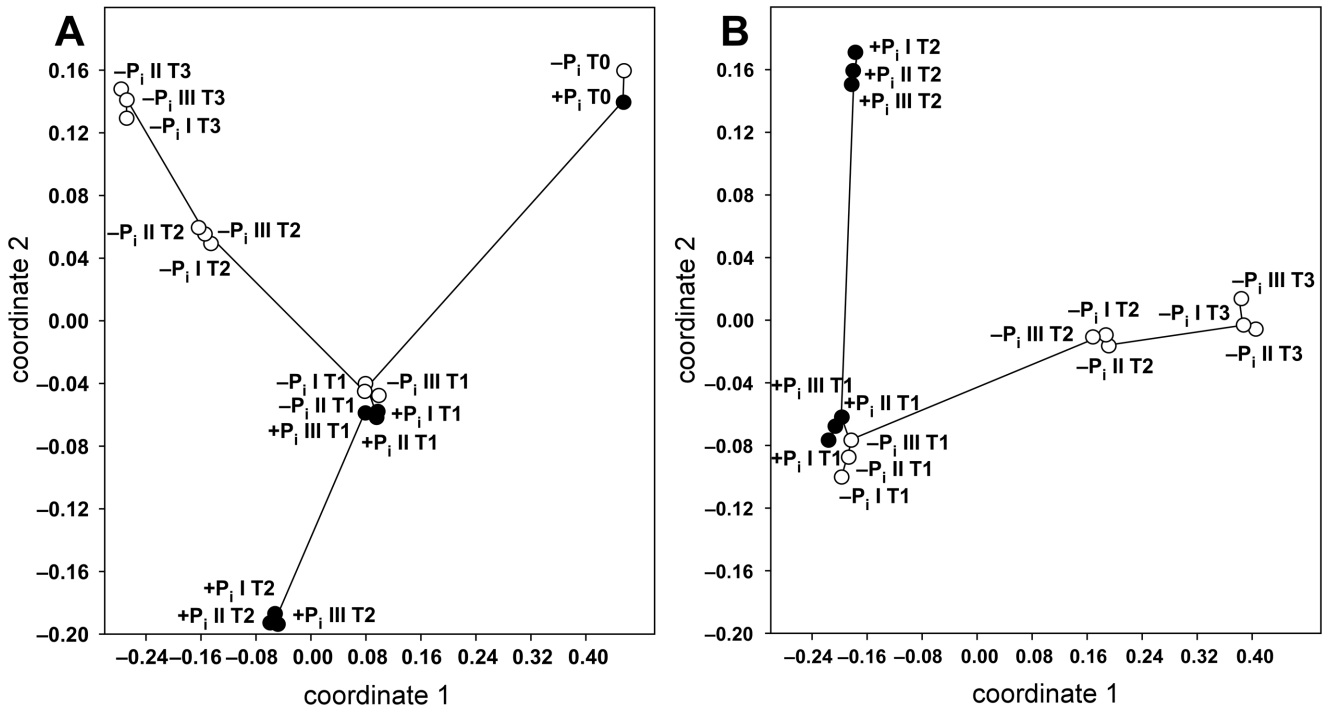 A
–Pi II T3
–Pi III T3
–Pi I T3
–Pi T0
+Pi T0
–Pi II T2
–Pi III T2
–Pi I T2
–Pi I T1
–Pi III T1
–Pi II T1
+Pi I T1
+Pi III T1
+Pi II T1
+Pi I T2
+Pi II T2
+Pi III T2
0.16
0.12
0.08
0.04
0.00
–0.04
–0.08
–0.12
–0.16
–0.20
coordinate 2
–0.24
–0.16
–0.08
0.00
0.08
0.16
0.24
0.32
0.40
coordinate 1
B
+Pi I T2
+Pi II T2
+Pi III T2
–Pi III T3
–Pi I T3
–Pi II T3
–Pi I T2
–Pi III T2
–Pi II T2
+Pi III T1
+Pi II T1
+Pi I T1
–Pi III T1
–Pi II T1
–Pi I T1
0.16
0.12
0.08
0.04
0.00
–0.04
–0.08
–0.12
–0.16
–0.20
coordinate 2
–0.24
–0.16
–0.08
0.00
0.08
0.16
0.24
0.32
0.40
coordinate 1